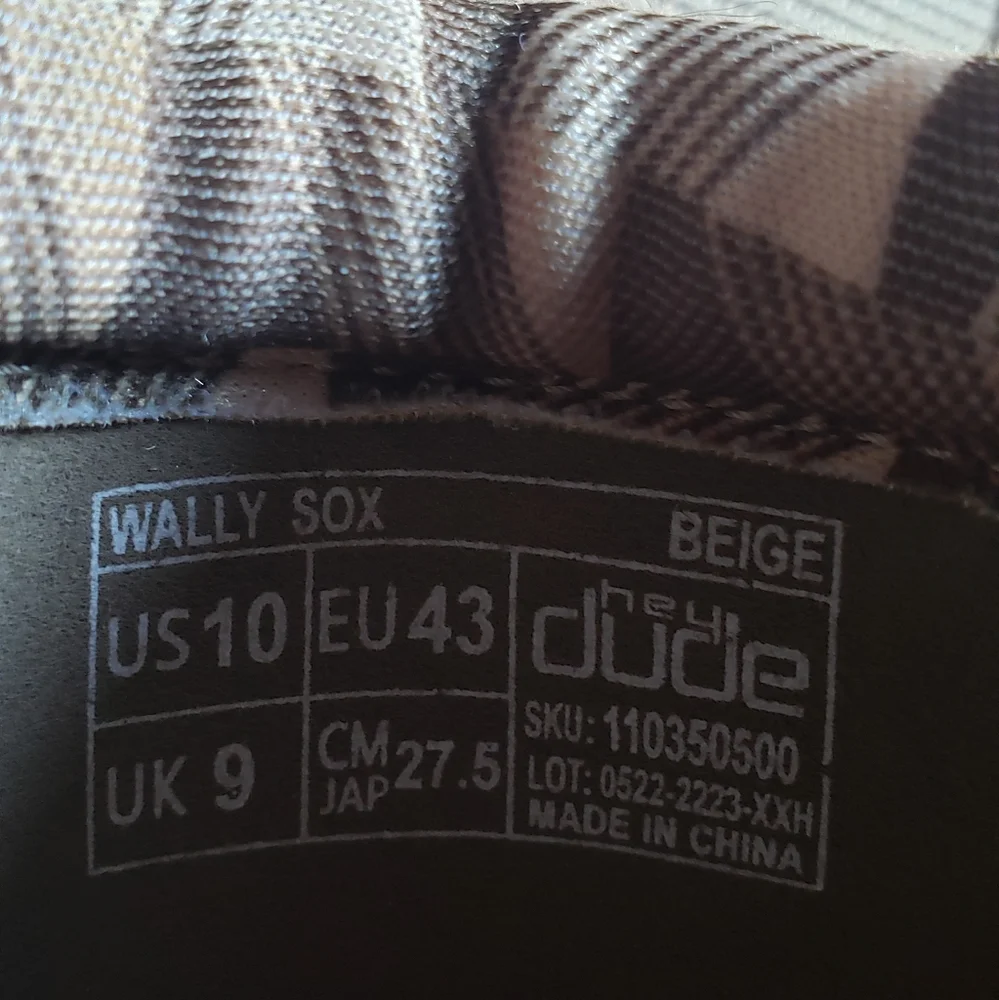 WALLY SOX BEIGE
US 10 EU 43 hey dude
SKU: 110350500
UK 9 CM JAP 27.5 LOT: 0522-2223-XXH
MADE IN CHINA